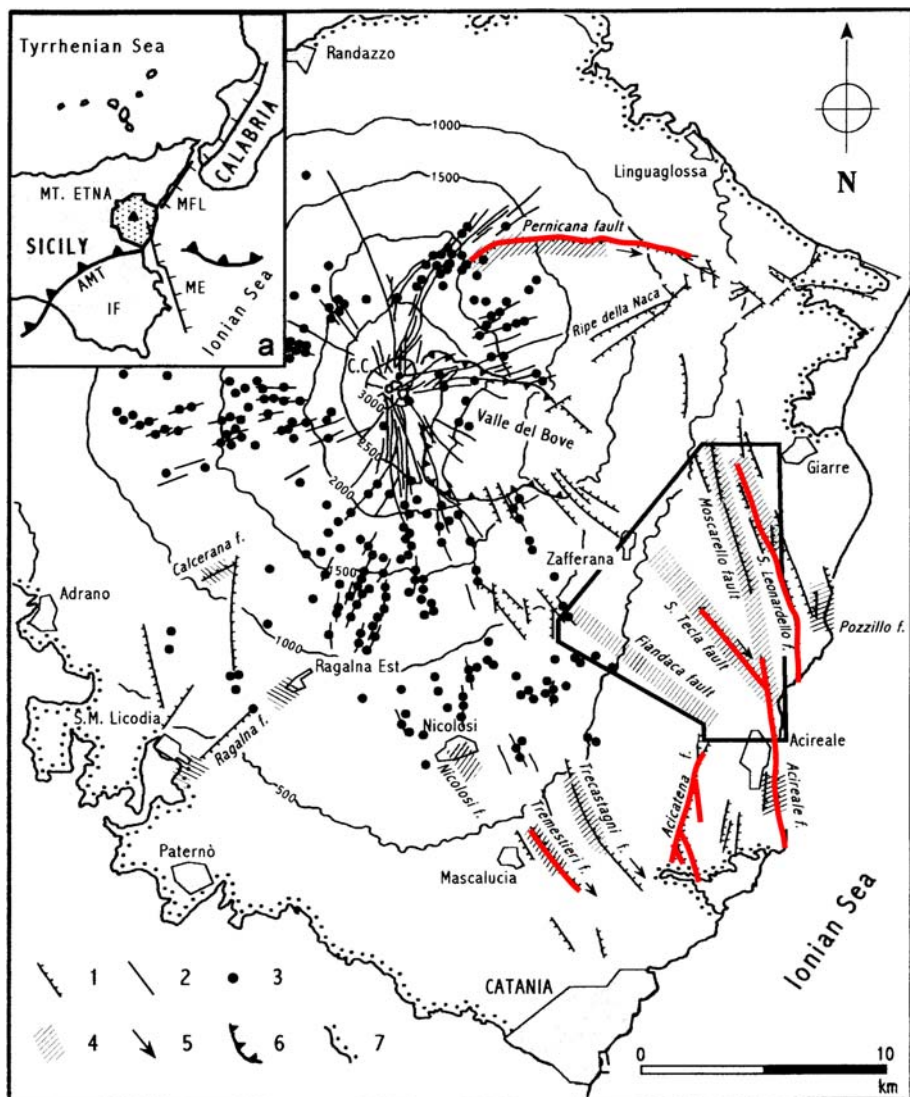 Tyrrhenian Sea
CALABRIA
MT. ETNA
MFL
SICILY
AMT
ME
IF
Ionian Sea
a
Randazzo
1000
1500
Linguaglossa
N
Pernicana fault
Ripe della Naca
C.C.
3000
2500
2000
Valle del Bove
Giarre
Moscarello fault
S. Leonardello f.
Zafferana
S. Tecla fault
Pozzillo f.
Fiandaca fault
Calcerana f.
1500
Adrano
1000
Ragalna Est
S.M. Licodia
Ragalna f.
Nicolosi
Nicolosi f.
Acireale
Acireale f.
Acicatena f.
Trecastagni f.
Tremestieri f.
500
Paternò
Mascalucia
Ionian Sea
CATANIA
1 2 3
4 5 6 7
0 10
km